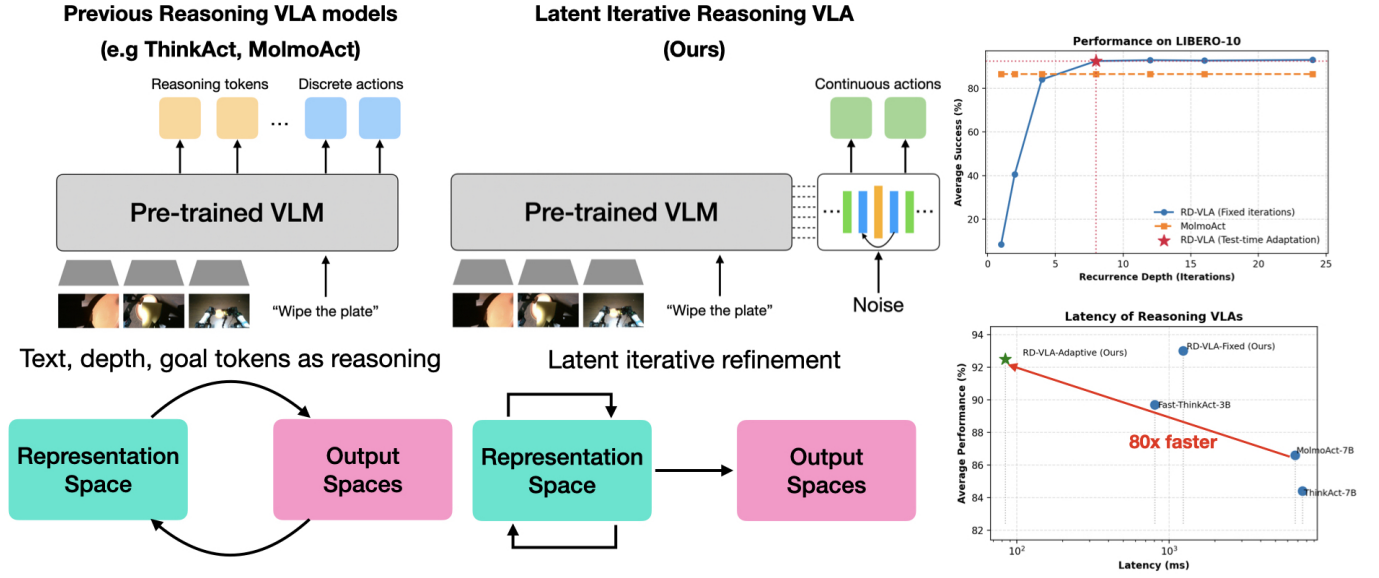 Previous Reasoning VLA models
(e.g ThinkAct, MolmoAct)
Reasoning tokens
Discrete actions
...
Pre-trained VLM
“Wipe the plate”
Text, depth, goal tokens as reasoning
Representation
Space
Output
Spaces
Latent Iterative Reasoning VLA
(Ours)
Continuous actions
Pre-trained VLM
... ...
“Wipe the plate”
Noise
Latent iterative refinement
Representation
Space
Output
Spaces
Performance on LIBERO-10
Average Success (%)
80
60
40
20
RD-VLA (Fixed iterations)
MolmoAct
RD-VLA (Test-time Adaptation)
0 5 10 15 20 25
Recurrence Depth (Iterations)
Latency of Reasoning VLAs
Average Performance (%)
94
92
90
88
86
84
82
RD-VLA-Adaptive (Ours)
RD-VLA-Fixed (Ours)
Fast-ThinkAct-3B
80x faster
MolmoAct-7B
ThinkAct-7B
10² 10³
Latency (ms)